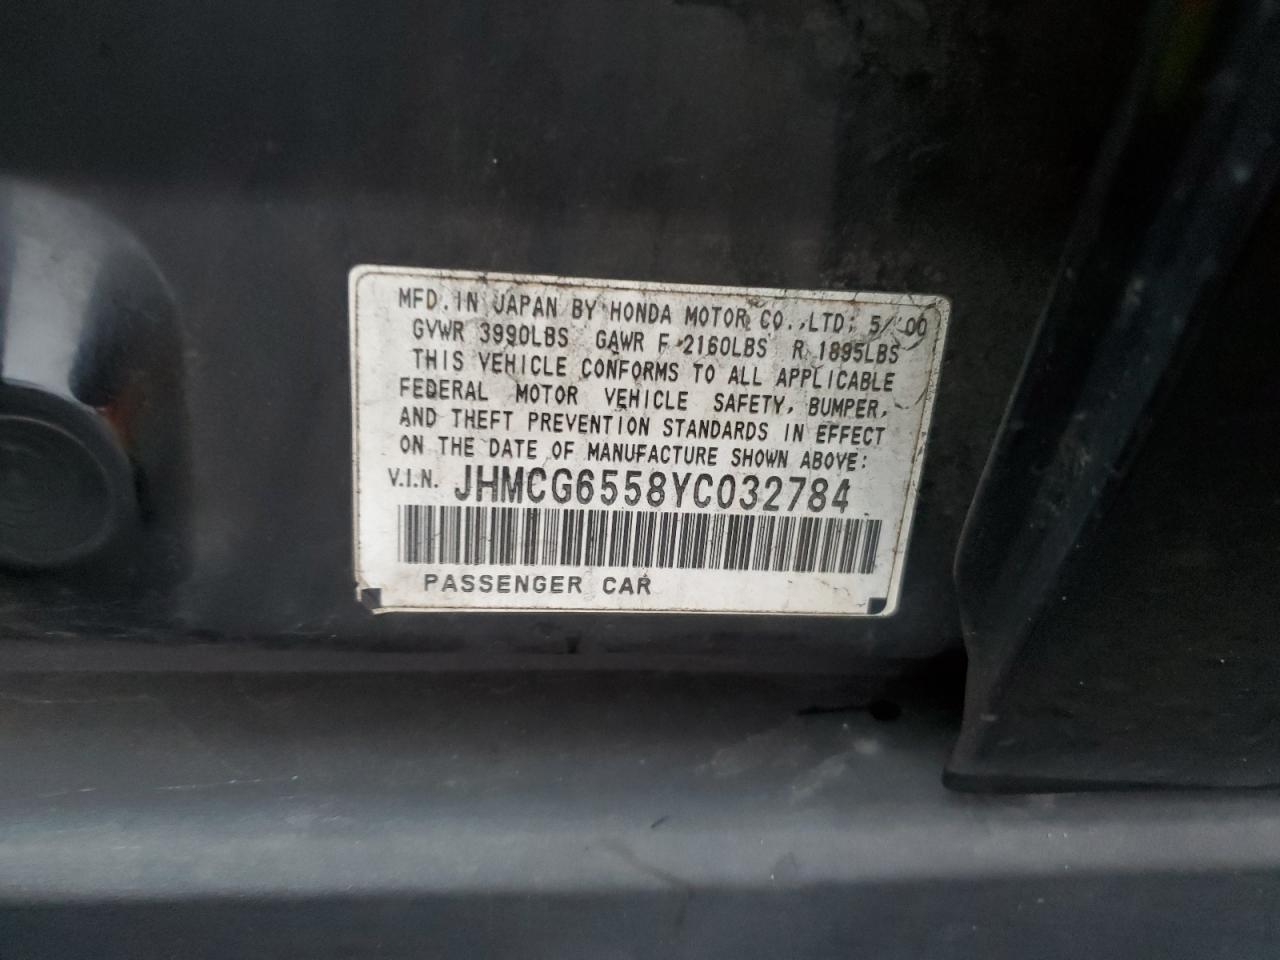 MFD. IN JAPAN BY HONDA MOTOR CO., LTD; 5/'00
GVWR 3990LBS GAWR F 2160LBS R 1895LBS
THIS VEHICLE CONFORMS TO ALL APPLICABLE
FEDERAL MOTOR VEHICLE SAFETY, BUMPER,
AND THEFT PREVENTION STANDARDS IN EFFECT
ON THE DATE OF MANUFACTURE SHOWN ABOVE:
V.I.N. JHMCG6558YC032784
PASSENGER CAR